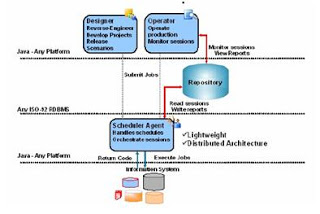 Designer
Reverse-Engineer
Develop Projects
Release
Scenarios
Operator
Operate
production
Monitor sessions
Monitor sessions
View Reports
Java - Any Platform
Submit Jobs
Repository
Read sessions
Write reports
Any ISO-92 RDBMS
Scheduler Agent
Handles schedules
Orchestrate sessions
✓Lightweight
✓Distributed Architecture
Java - Any Platform
Return Code
Execute Jobs
Information System